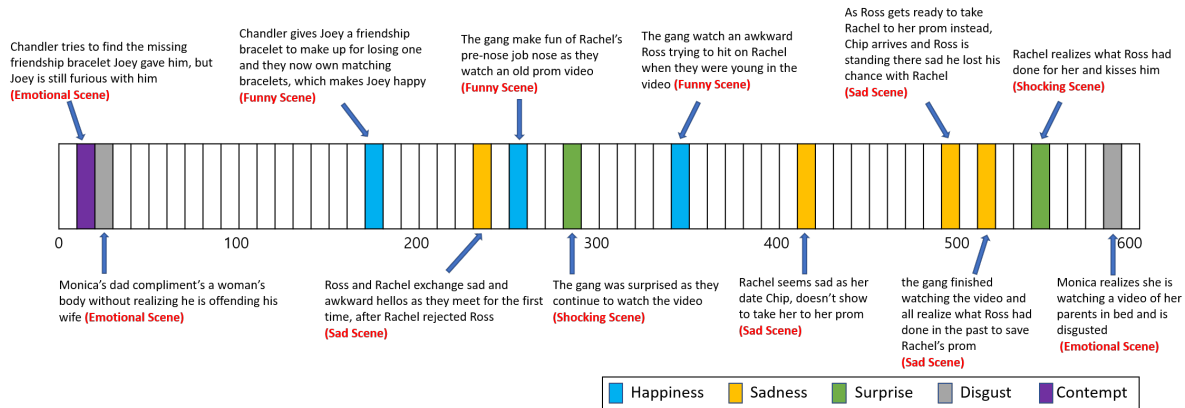 Chandler tries to find the missing
friendship bracelet Joey gave him, but
Joey is still furious with him
(Emotional Scene)
Chandler gives Joey a friendship
bracelet to make up for losing one
and they now own matching
bracelets, which makes Joey happy
(Funny Scene)
The gang make fun of Rachel’s
pre-nose job nose as they
watch an old prom video
(Funny Scene)
The gang watch an awkward
Ross trying to hit on Rachel
when they were young in the
video (Funny Scene)
As Ross gets ready to take
Rachel to her prom instead,
Chip arrives and Ross is
standing there sad he lost his
chance with Rachel
(Sad Scene)
Rachel realizes what Ross had
done for her and kisses him
(Shocking Scene)
0 100 200 300 400 500 600
Monica’s dad compliment’s a woman’s
body without realizing he is offending his
wife (Emotional Scene)
Ross and Rachel exchange sad and
awkward hellos as they meet for the first
time, after Rachel rejected Ross
(Sad Scene)
The gang was surprised as they
continue to watch the video
(Shocking Scene)
Rachel seems sad as her
date Chip, doesn’t show
to take her to her prom
(Sad Scene)
the gang finished
watching the video and
all realize what Ross had
done in the past to save
Rachel’s prom
(Sad Scene)
Monica realizes she is
watching a video of her
parents in bed and is
disgusted
(Emotional Scene)
Happiness Sadness Surprise Disgust Contempt